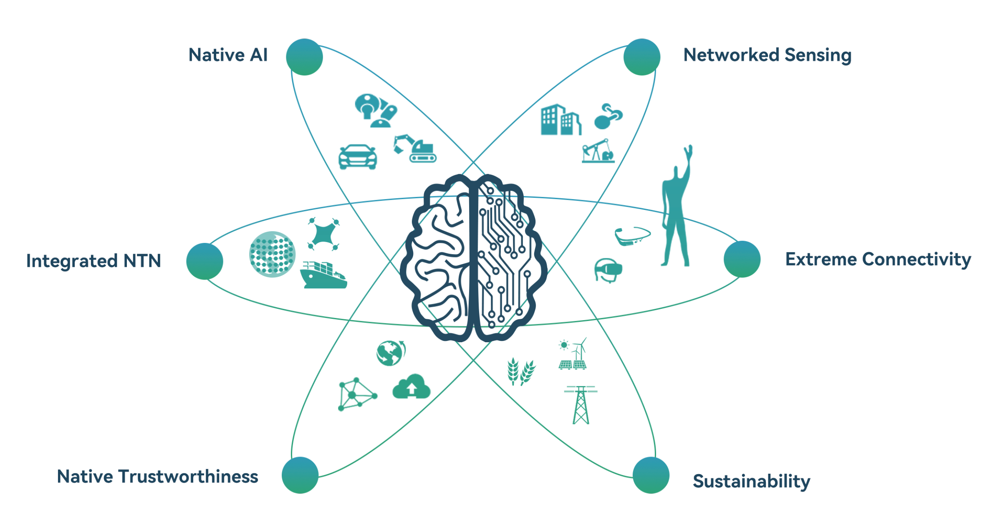 Native AI
Networked Sensing
Integrated NTN
Extreme Connectivity
Native Trustworthiness
Sustainability